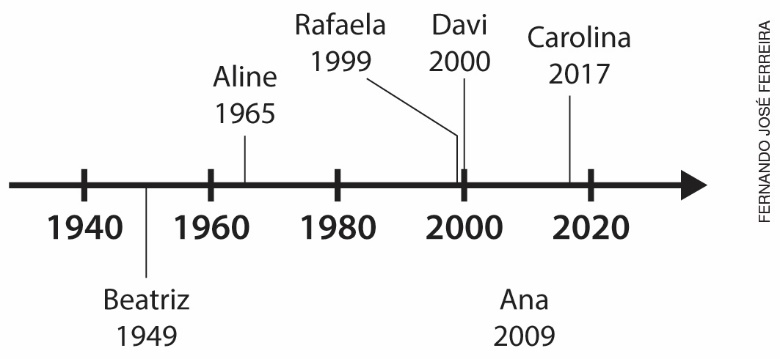 Rafaela
1999
Davi
2000
Carolina
2017
Aline
1965
1940 1960 1980 2000 2020
Beatriz
1949
Ana
2009
FERNANDO JOSÉ FERREIRA